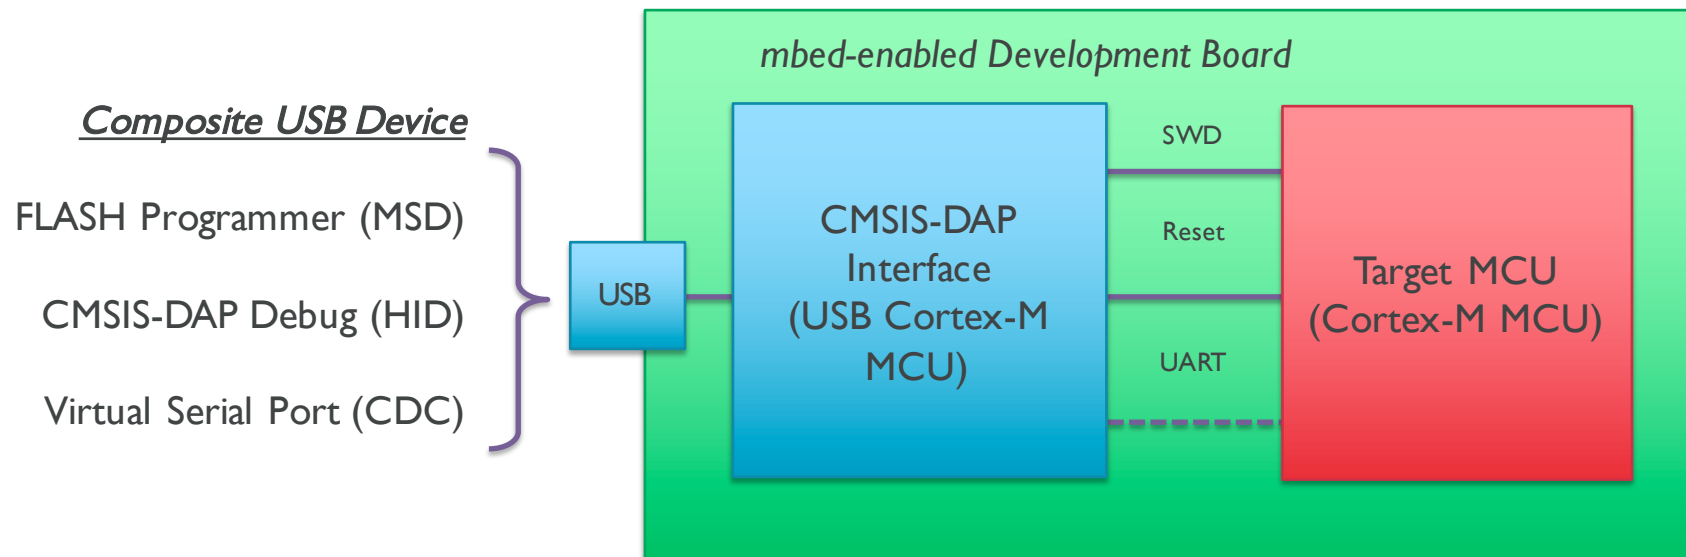 mbed-enabled Development Board
Composite USB Device
FLASH Programmer (MSD)
CMSIS-DAP Debug (HID)
Virtual Serial Port (CDC)
USB
CMSIS-DAP
Interface
(USB Cortex-M
MCU)
SWD
Reset
UART
Target MCU
(Cortex-M MCU)